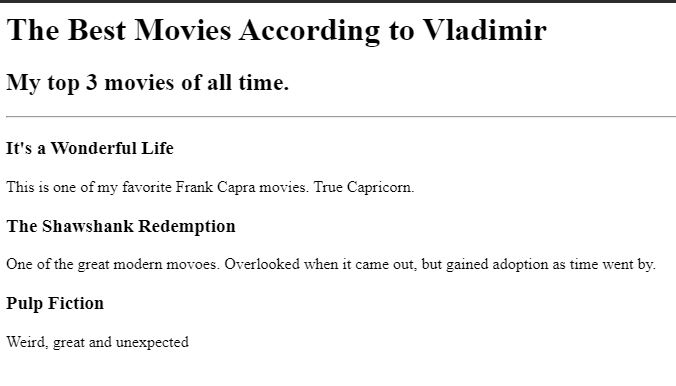 The Best Movies According to Vladimir
My top 3 movies of all time.
It's a Wonderful Life
This is one of my favorite Frank Capra movies. True Capricorn.
The Shawshank Redemption
One of the great modern movoes. Overlooked when it came out, but gained adoption as time went by.
Pulp Fiction
Weird, great and unexpected